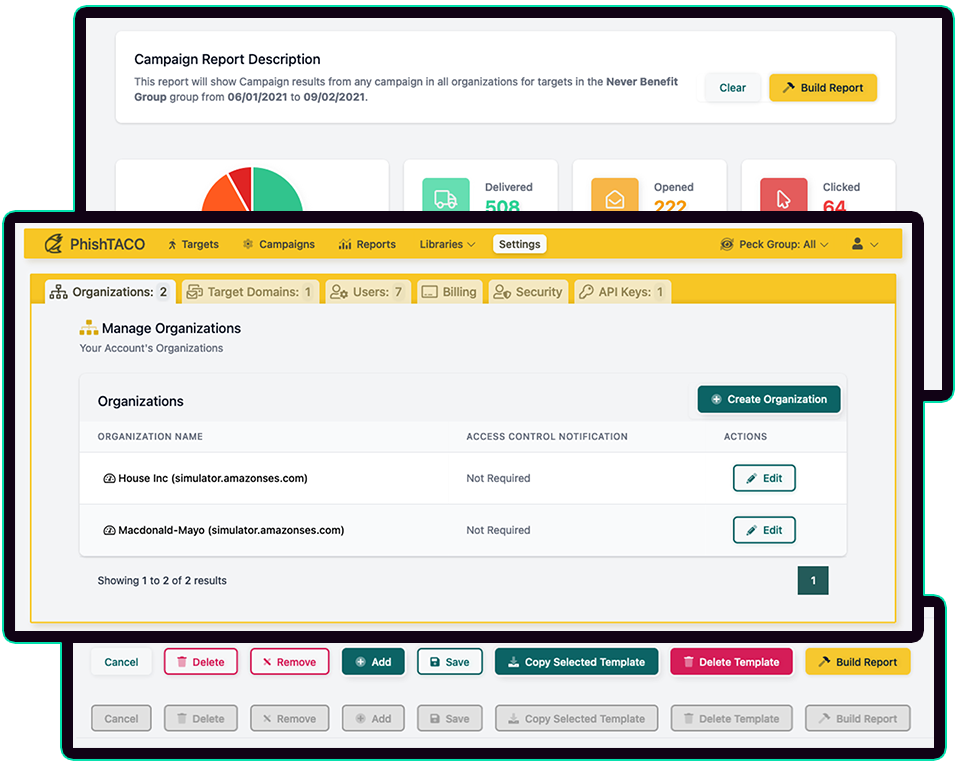 Campaign Report Description
This report will show Campaign results from any campaign in all organizations for targets in the Never Benefit
Group group from 06/01/2021 to 09/02/2021.
Clear
Build Report
Delivered
508
Opened
222
Clicked
64
PhishTACO
Targets
Campaigns
Reports
Libraries
Settings
Peck Group: All
Organizations: 2
Target Domains: 1
Users: 7
Billing
Security
API Keys: 1
Manage Organizations
Your Account's Organizations
Organizations
Create Organization
ORGANIZATION NAME
ACCESS CONTROL NOTIFICATION
ACTIONS
House Inc (simulator.amazonses.com)
Not Required
Edit
Macdonald-Mayo (simulator.amazonses.com)
Not Required
Edit
Showing 1 to 2 of 2 results
1
Cancel
Delete
Remove
Add
Save
Copy Selected Template
Delete Template
Build Report
Cancel
Delete
Remove
Add
Save
Copy Selected Template
Delete Template
Build Report